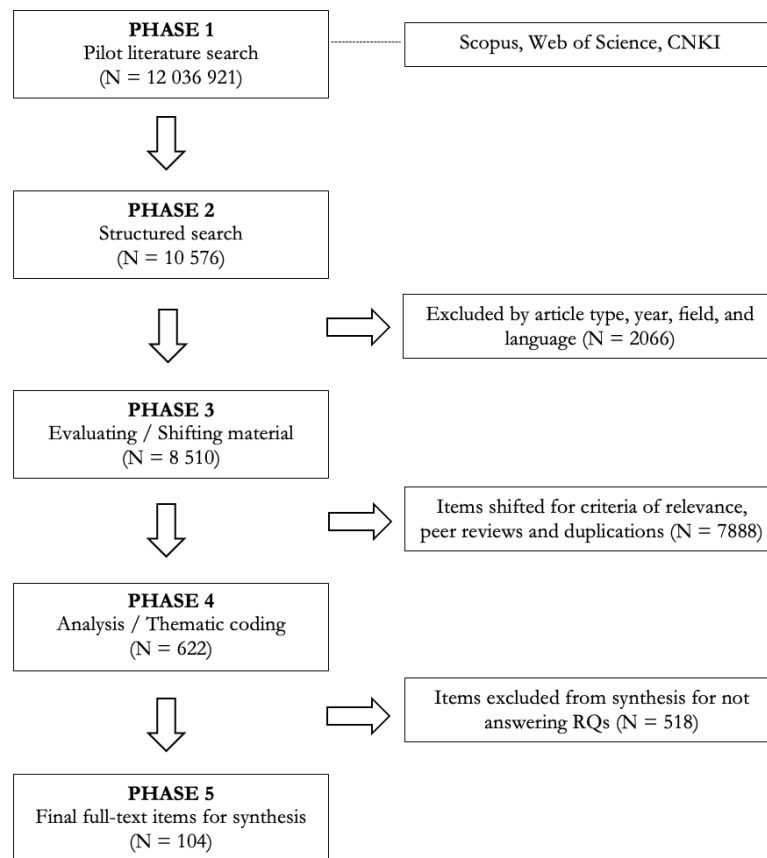 PHASE 1
Pilot literature search
(N = 12 036 921)
Scopus, Web of Science, CNKI
PHASE 2
Structured search
(N = 10 576)
Excluded by article type, year, field, and
language (N = 2066)
PHASE 3
Evaluating / Shifting material
(N = 8 510)
Items shifted for criteria of relevance,
peer reviews and duplications (N = 7888)
PHASE 4
Analysis / Thematic coding
(N = 622)
Items excluded from synthesis for not
answering RQs (N = 518)
PHASE 5
Final full-text items for synthesis
(N = 104)